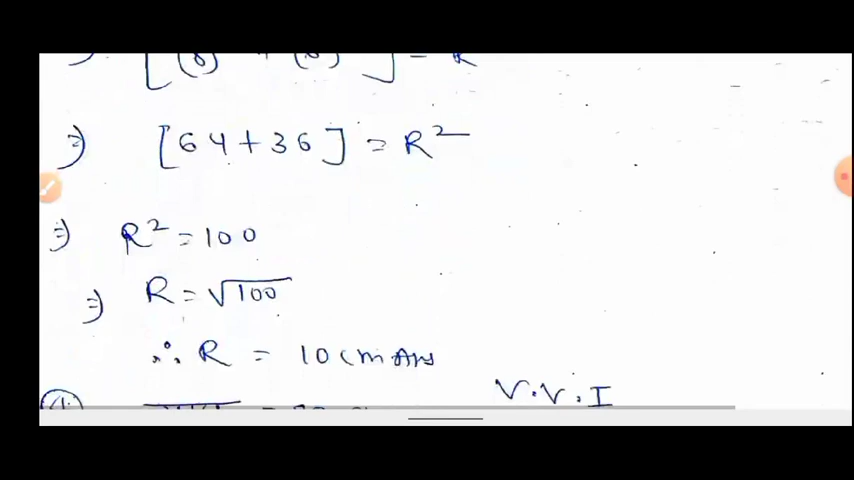 ⇒ [64+36] = R²
⇒ R² = 100
⇒ R = √100
∴ R = 10 cm Ans
V.V.I